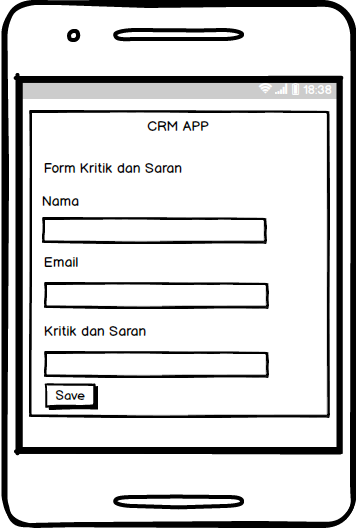 18:38
CRM APP
Form Kritik dan Saran
Nama
Email
Kritik dan Saran
Save